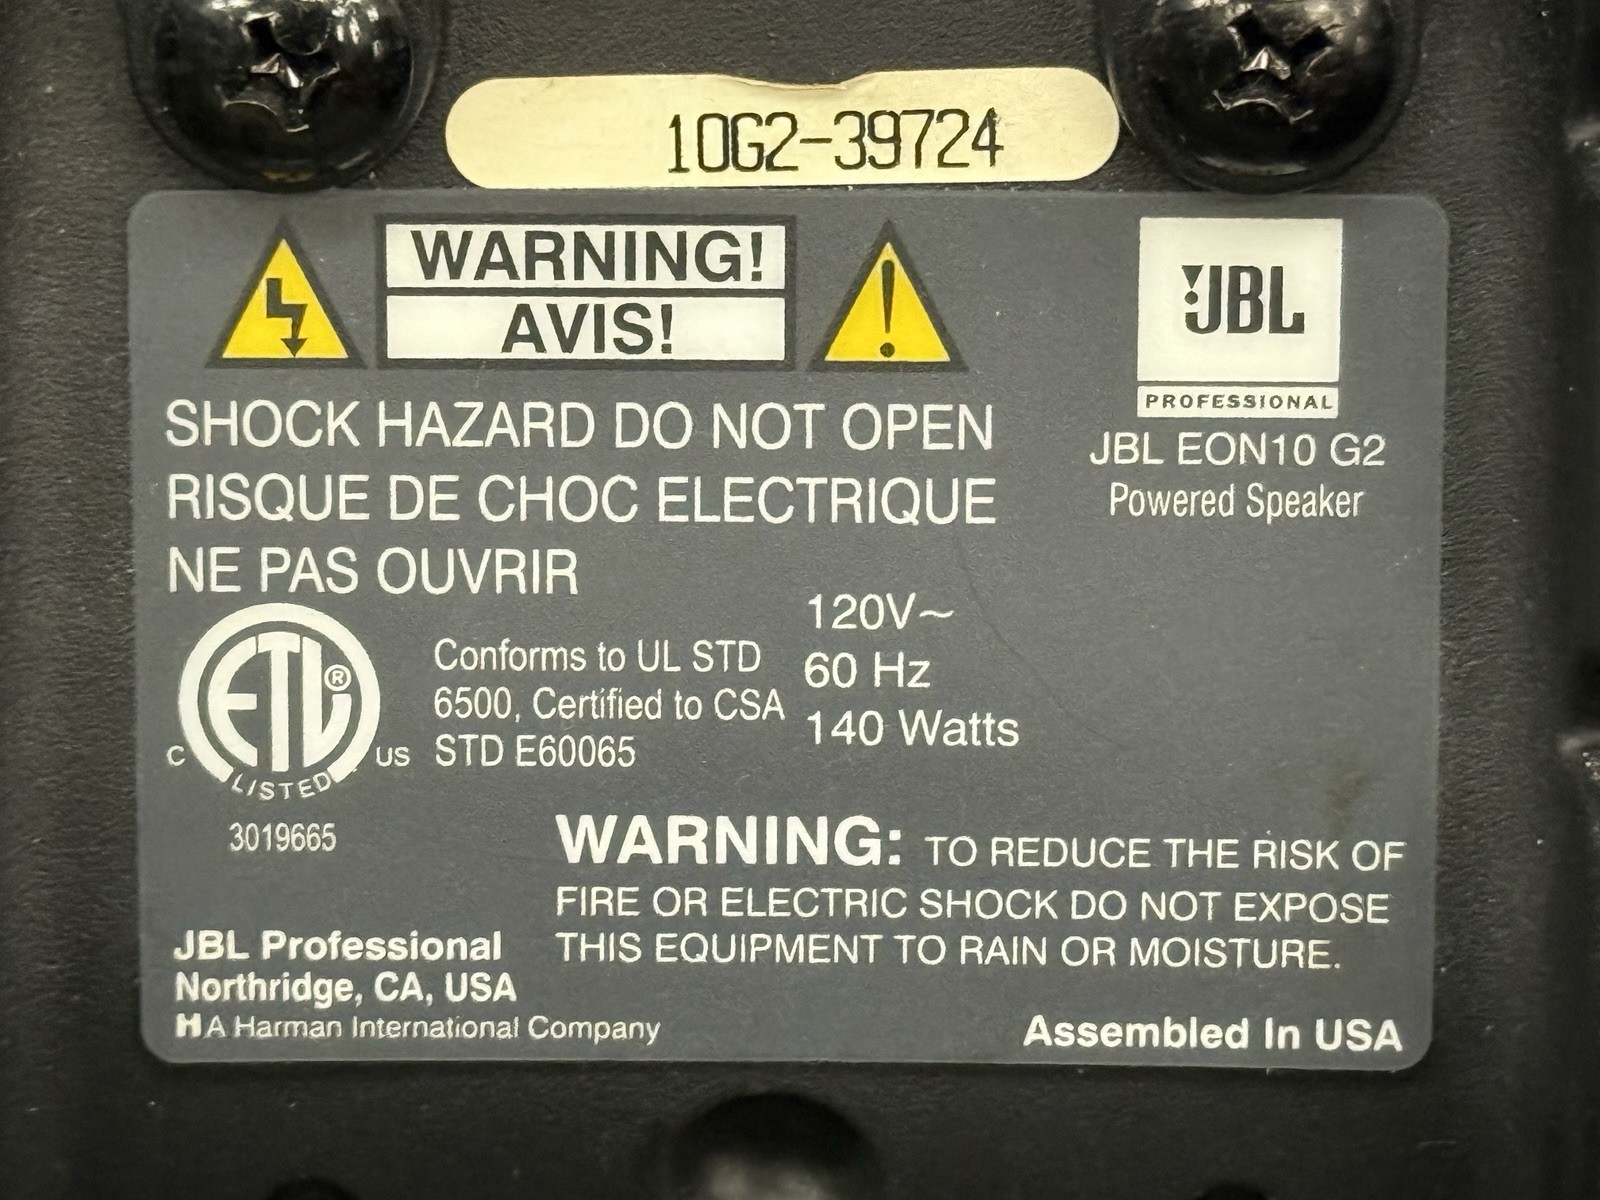 10G2-39724
WARNING!
AVIS!
JBL
PROFESSIONAL
JBL EON10 G2
Powered Speaker
SHOCK HAZARD DO NOT OPEN
RISQUE DE CHOC ELECTRIQUE
NE PAS OUVRIR
120V~
60 Hz
140 Watts
ETL®
C US
LISTED
3019665
Conforms to UL STD
6500, Certified to CSA
STD E60065
WARNING: TO REDUCE THE RISK OF
FIRE OR ELECTRIC SHOCK DO NOT EXPOSE
THIS EQUIPMENT TO RAIN OR MOISTURE.
JBL Professional
Northridge, CA, USA
H A Harman International Company
Assembled In USA